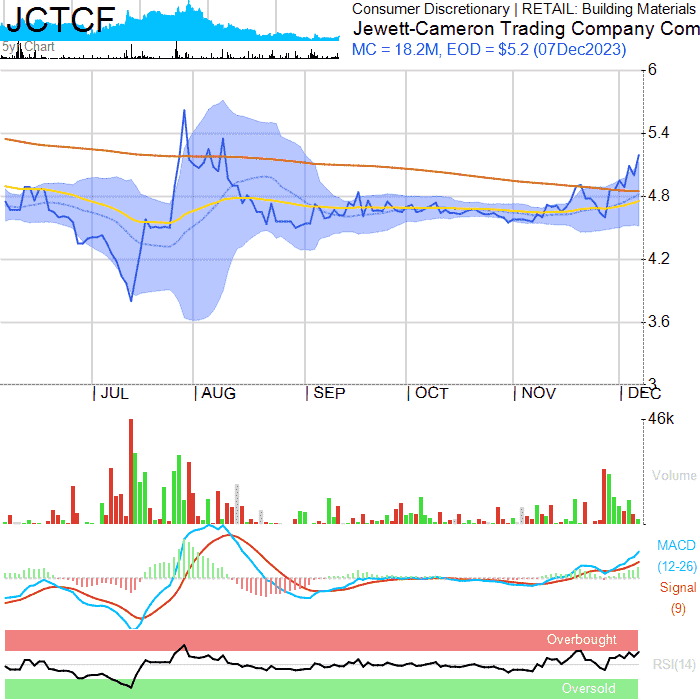 JCTCF
5yr Chart
Consumer Discretionary | RETAIL: Building Materials
Jewett-Cameron Trading Company Com
MC = 18.2M, EOD = $5.2 (07Dec2023)
6
5.4
4.8
4.2
3.6
3
JUL
AUG
SEP
OCT
NOV
DEC
46k
Volume
MACD
(12-26)
Signal
(9)
Overbought
RSI(14)
Oversold